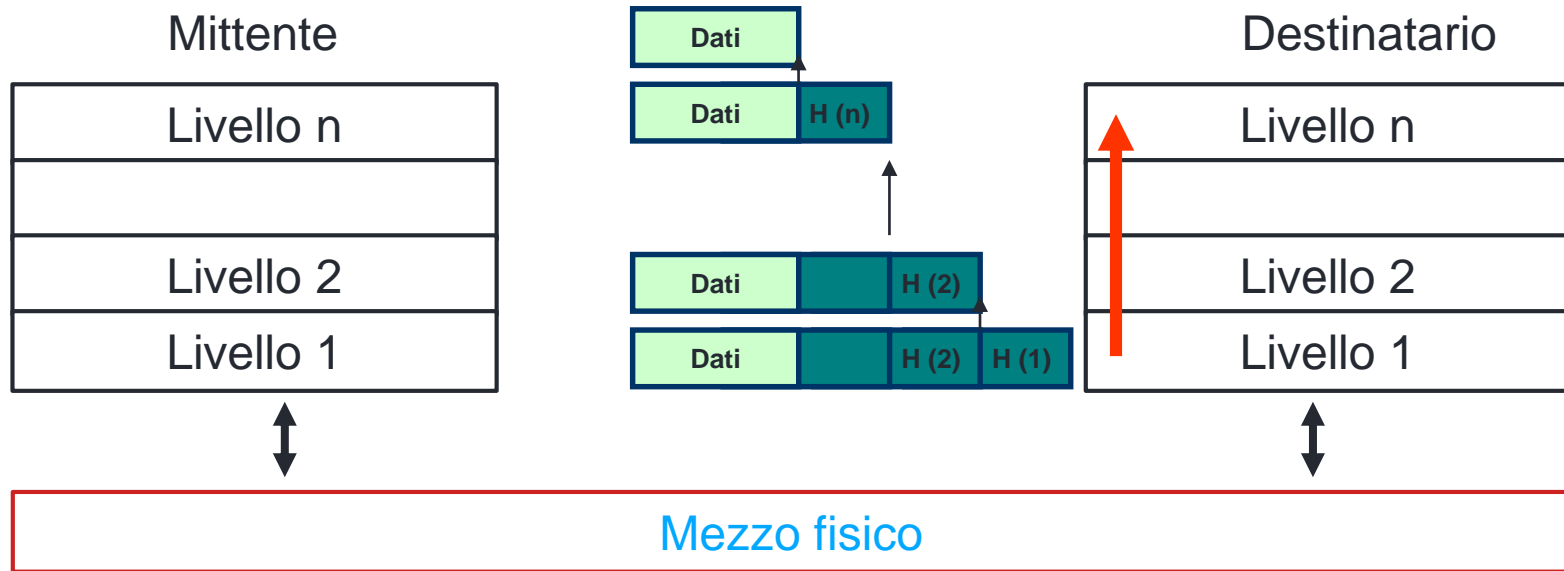 Mittente
Dati
Destinatario
Livello n
Dati
H (n)
Livello n
Livello 2
Dati
H (2)
Livello 2
Livello 1
Dati
H (2)
H (1)
Livello 1
Mezzo fisico